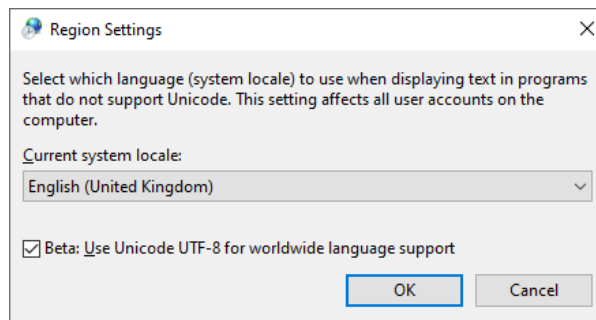 Region Settings
Select which language (system locale) to use when displaying text in programs
that do not support Unicode. This setting affects all user accounts on the
computer.
Current system locale:
English (United Kingdom)
Beta: Use Unicode UTF-8 for worldwide language support
OK Cancel